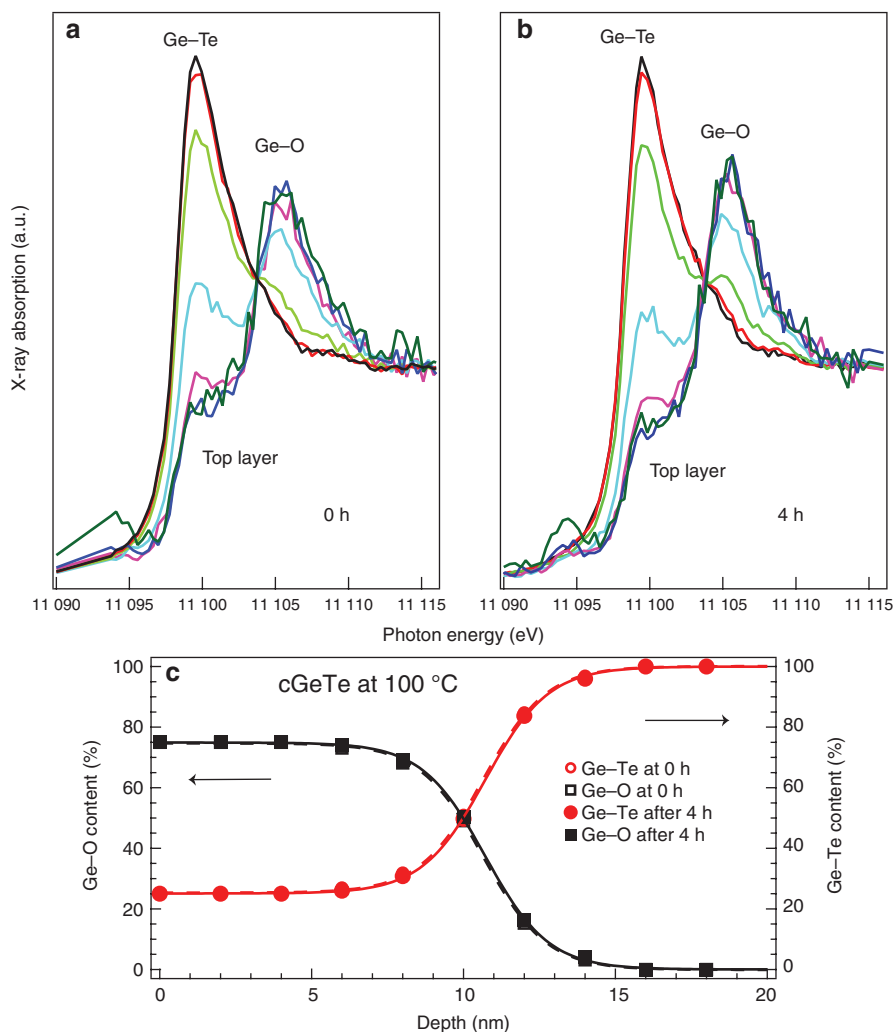 a
Ge–Te
Ge–O
Top layer
0 h
11 090
11 095
11 100
11 105
11 110
11 115
b
Ge–Te
Ge–O
Top layer
4 h
11 090
11 095
11 100
11 105
11 110
11 115
X-ray absorption (a.u.)
Photon energy (eV)
c
cGeTe at 100 °C
100
80
60
40
20
0
Ge–O content (%)
100
75
50
25
0
Ge–Te content (%)
Ge–Te at 0 h
Ge–O at 0 h
Ge–Te after 4 h
Ge–O after 4 h
0
5
10
15
20
Depth (nm)